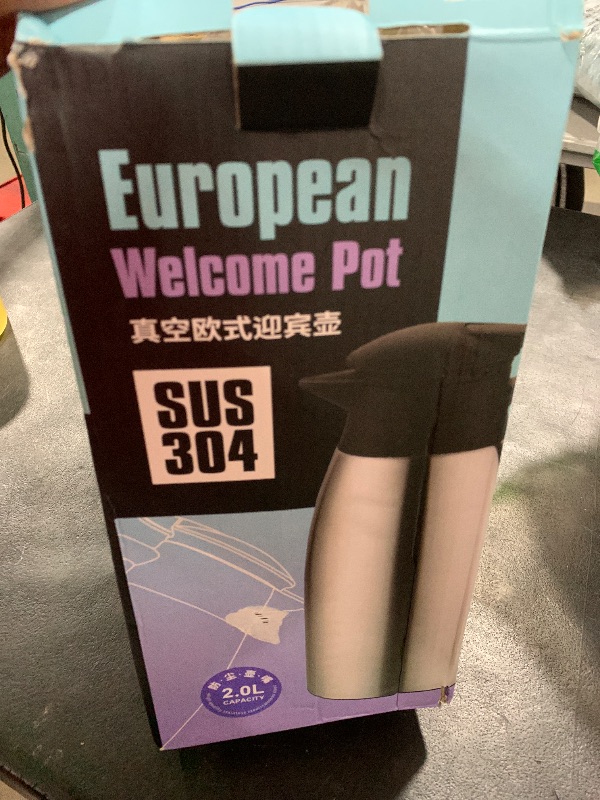 European
Welcome Pot
真空欧式迎宾壶
SUS
304
2.0L
CAPACITY